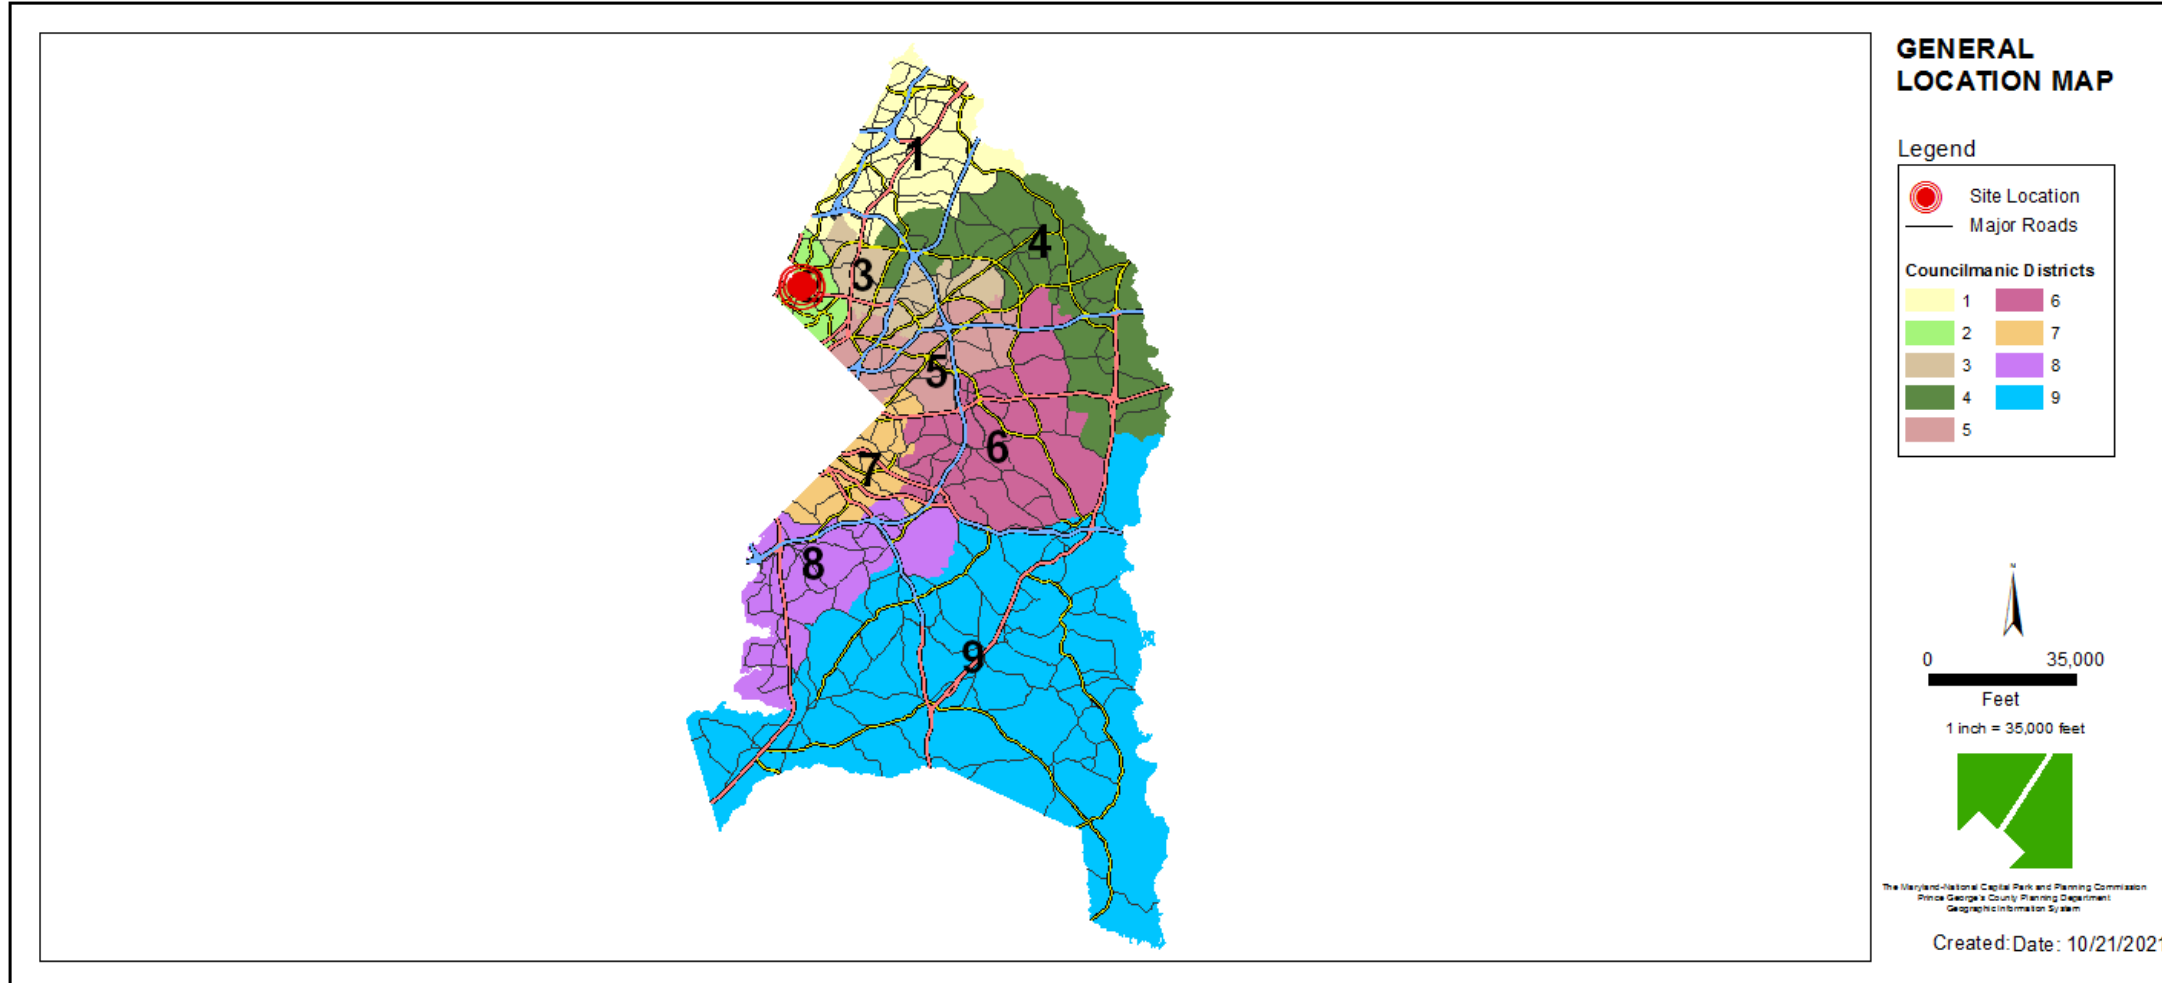 GENERAL
LOCATION MAP
Legend
Site Location
Major Roads
Councilmanic Districts
1 6
2 7
3 8
4 9
5
1
4
3
5
6
7
8
9
N
0 35,000
Feet
1 inch = 35,000 feet
The Maryland-National Capital Park and Planning Commission
Prince George's County Planning Department
Geographic Information System
Created: Date: 10/21/2021